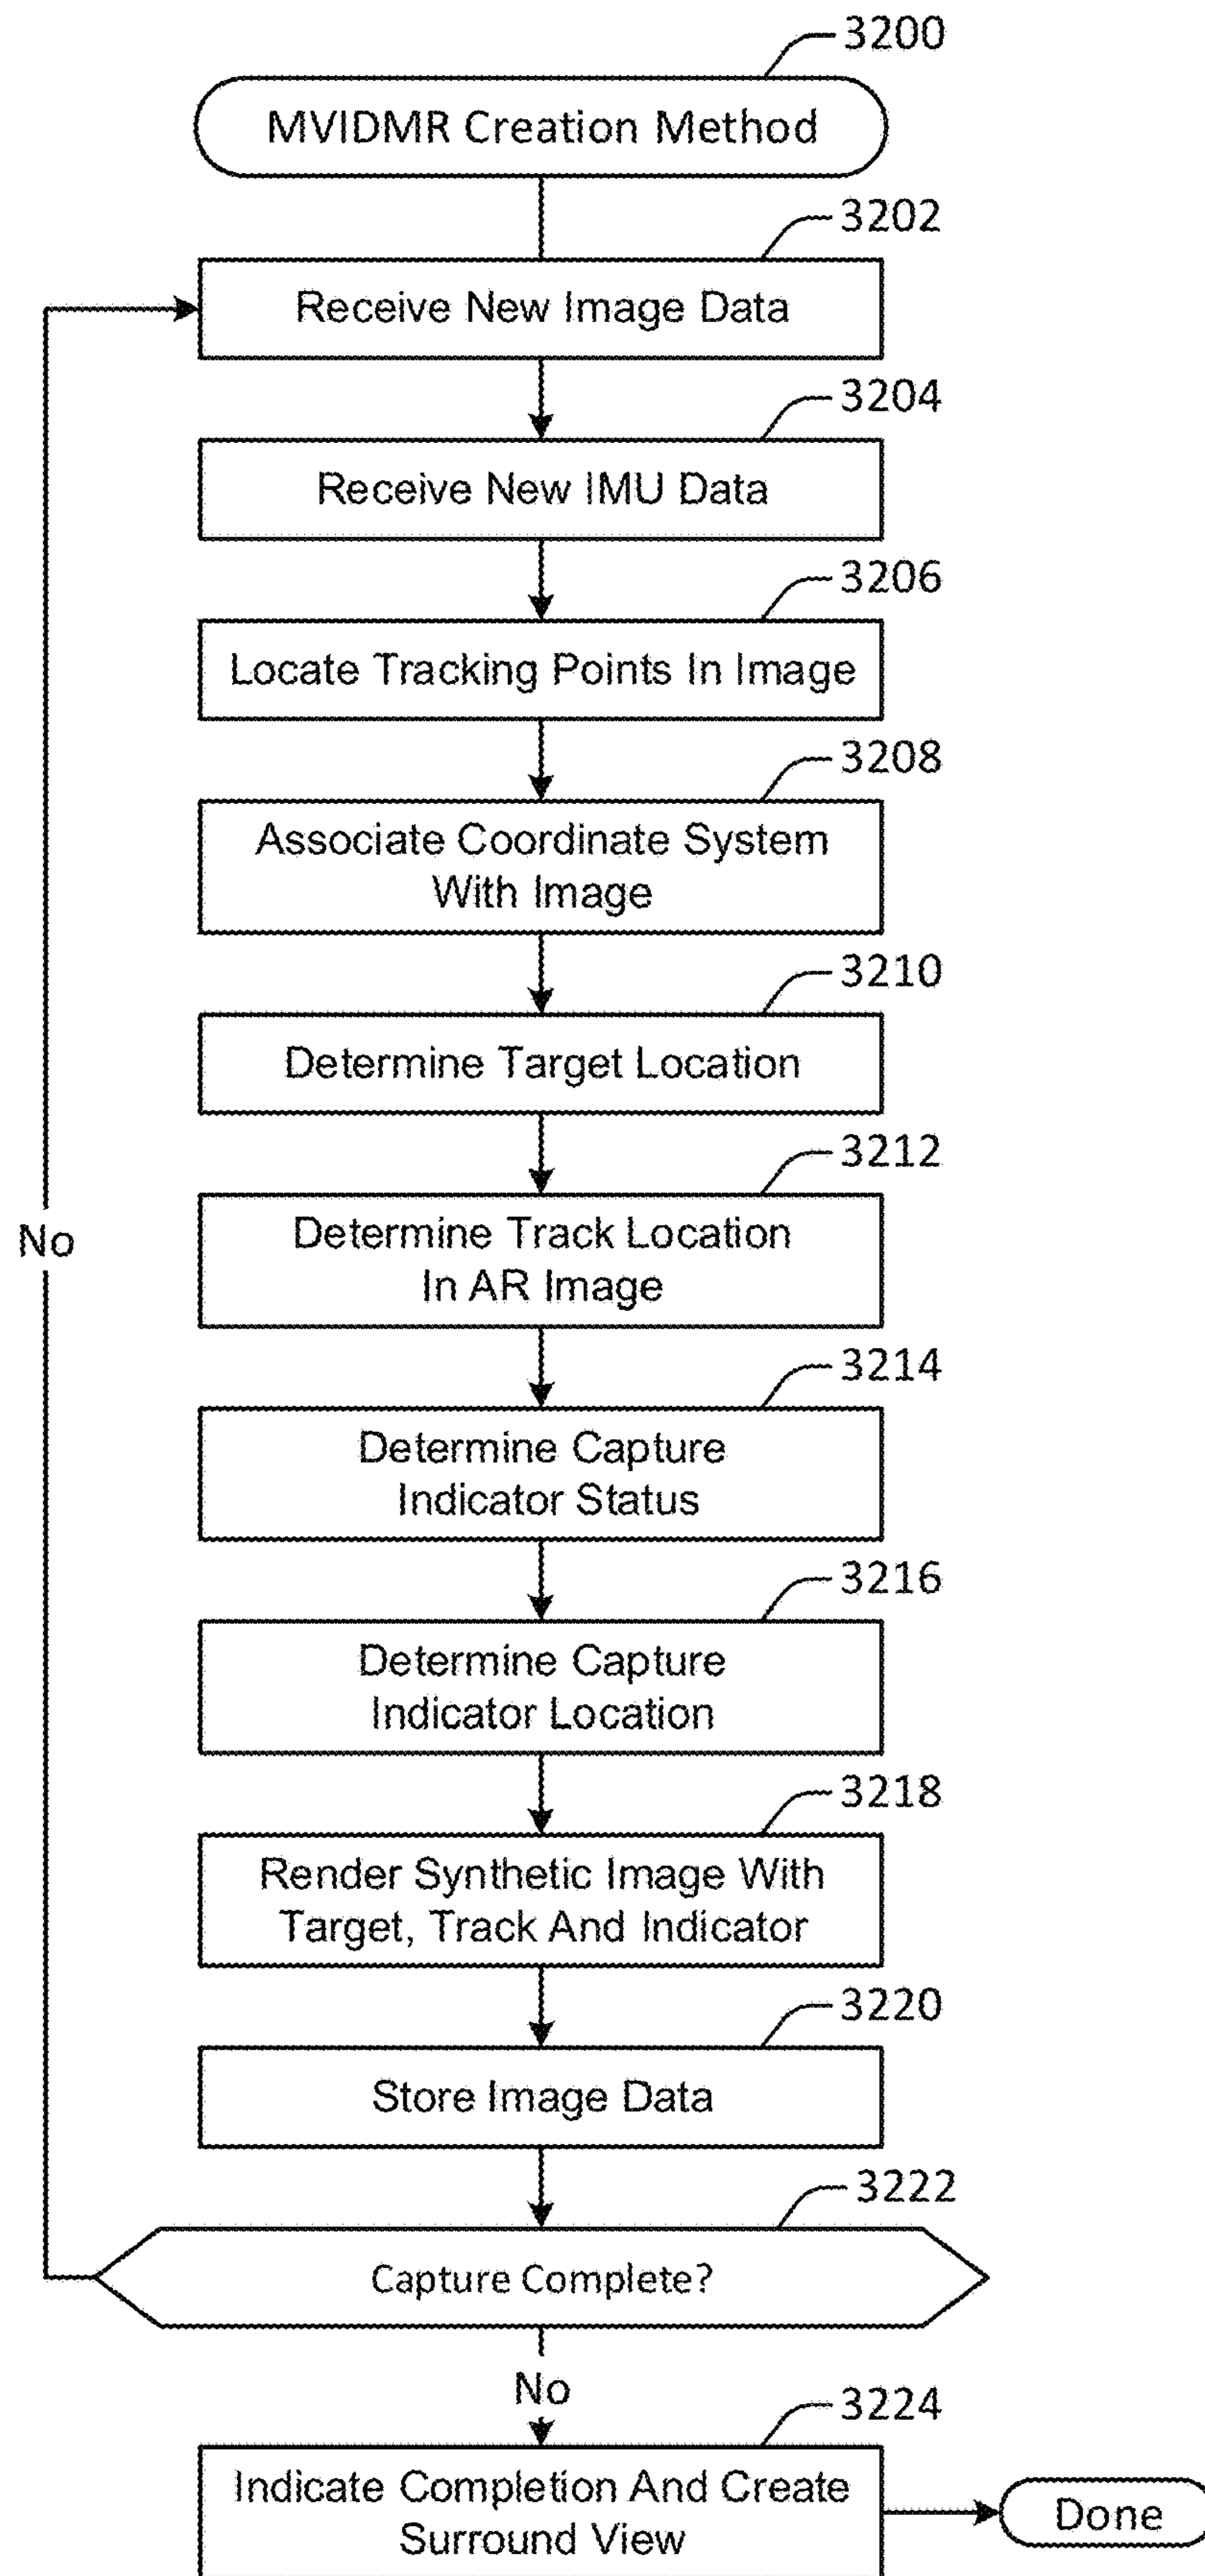 3200
MVIDMR Creation Method
3202
Receive New Image Data
3204
Receive New IMU Data
3206
Locate Tracking Points In Image
3208
Associate Coordinate System
With Image
3210
Determine Target Location
3212
Determine Track Location
In AR Image
No
3214
Determine Capture
Indicator Status
3216
Determine Capture
Indicator Location
3218
Render Synthetic Image With
Target, Track And Indicator
3220
Store Image Data
3222
Capture Complete?
No
3224
Indicate Completion And Create
Surround View
Done